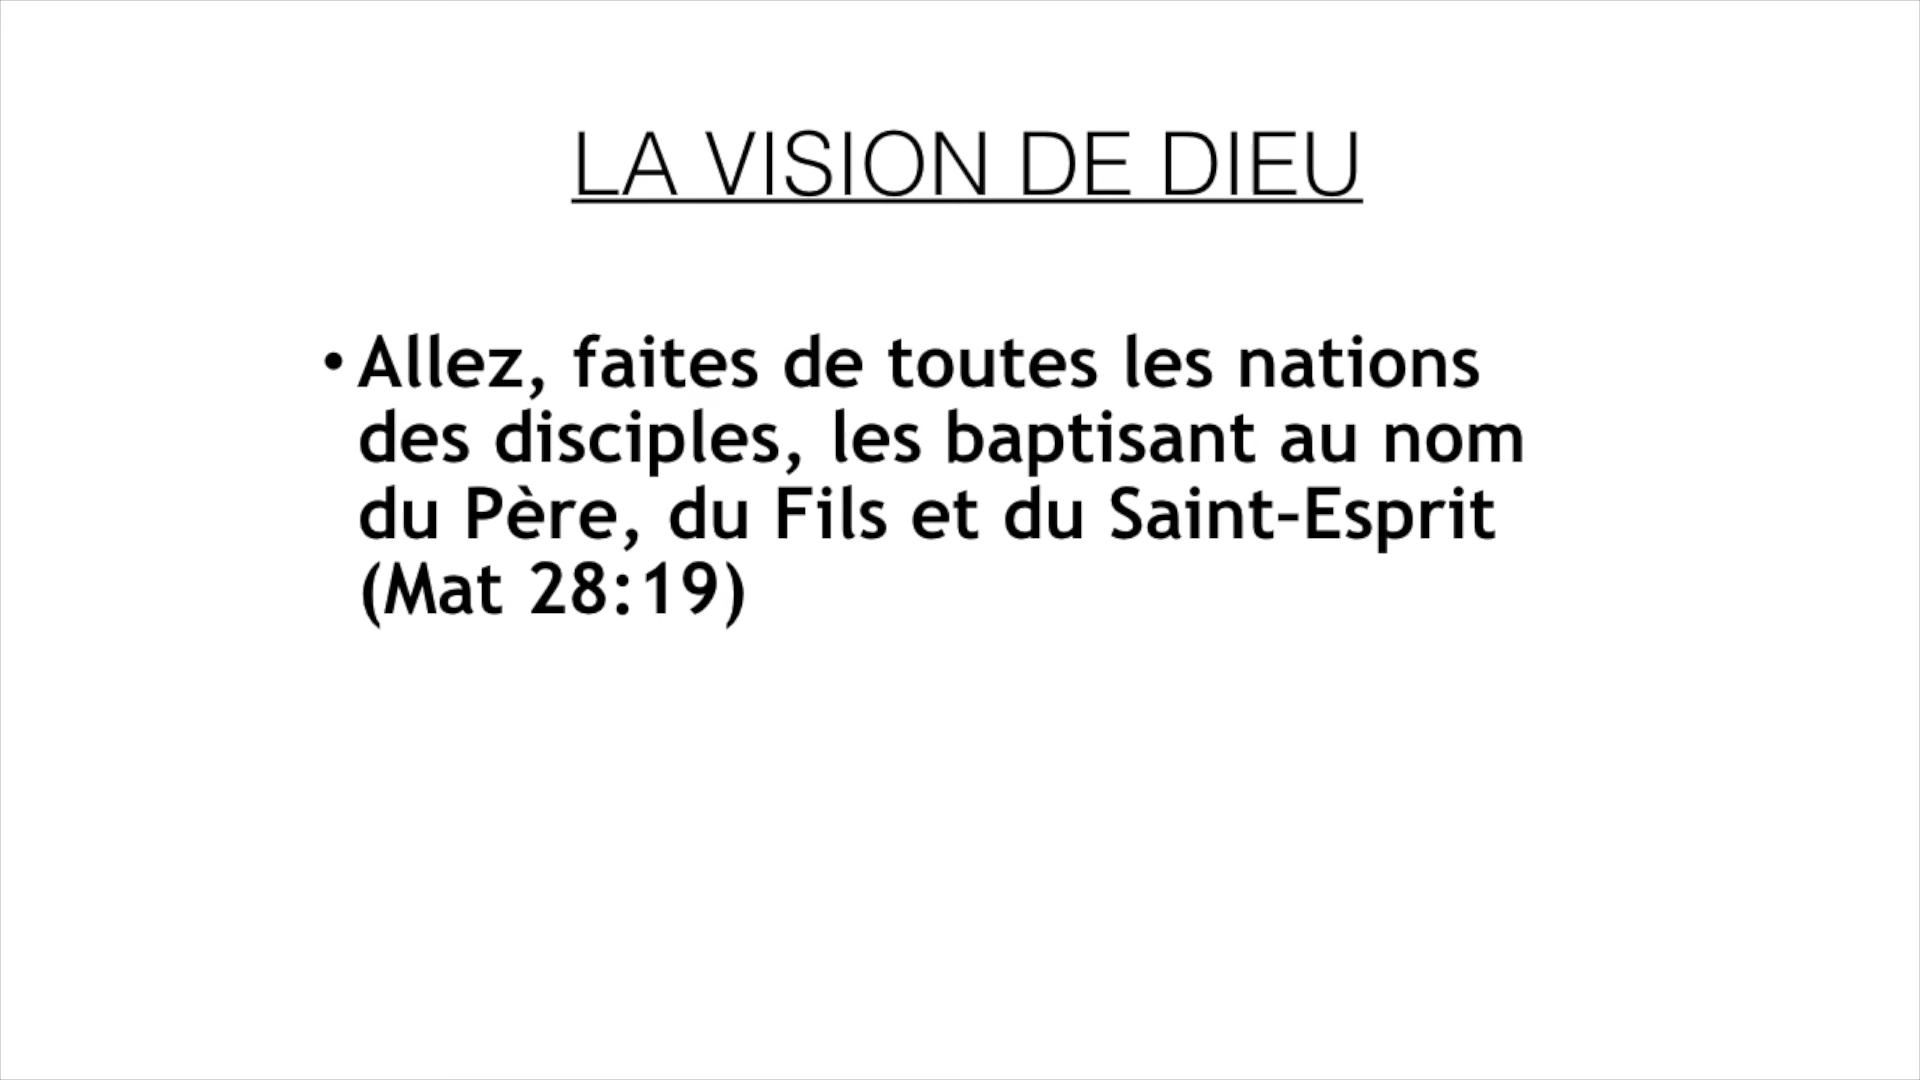 LA VISION DE DIEU
• Allez, faites de toutes les nations
des disciples, les baptisant au nom
du Père, du Fils et du Saint-Esprit
(Mat 28:19)